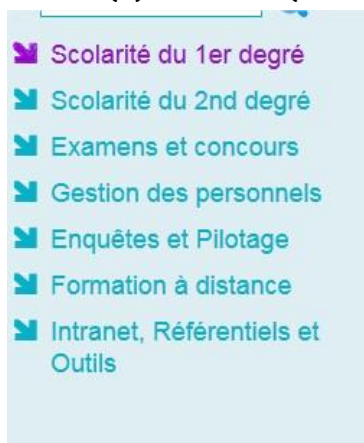 Scolarité du 1er degré
Scolarité du 2nd degré
Examens et concours
Gestion des personnels
Enquêtes et Pilotage
Formation à distance
Intranet, Référentiels et
Outils